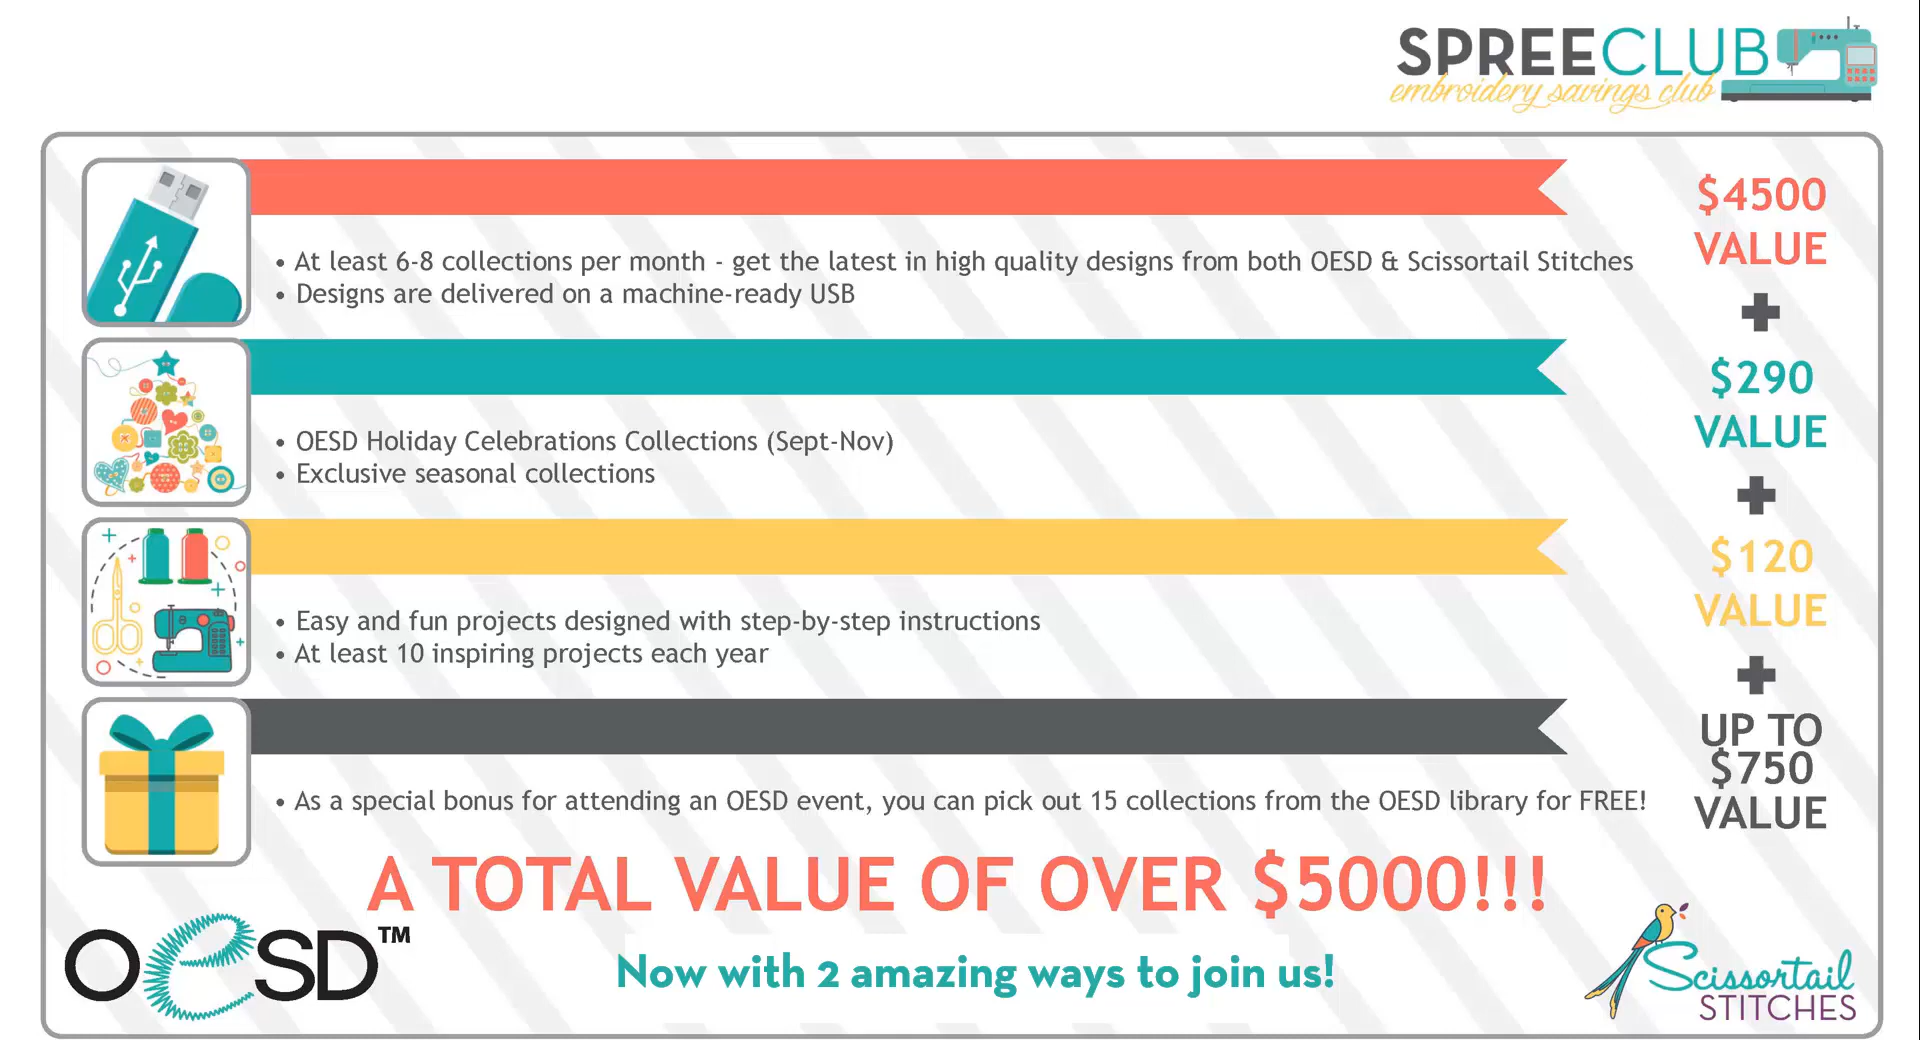 SPREECLUB
embroidery savings club
$4500
VALUE
• At least 6-8 collections per month - get the latest in high quality designs from both OESD & Scissortail Stitches
• Designs are delivered on a machine-ready USB
+
$290
VALUE
• OESD Holiday Celebrations Collections (Sept-Nov)
• Exclusive seasonal collections
+
$120
VALUE
• Easy and fun projects designed with step-by-step instructions
• At least 10 inspiring projects each year
+
UP TO
$750
VALUE
• As a special bonus for attending an OESD event, you can pick out 15 collections from the OESD library for FREE!
A TOTAL VALUE OF OVER $5000!!!
oeSD™
Now with 2 amazing ways to join us!
Scissortail
STITCHES